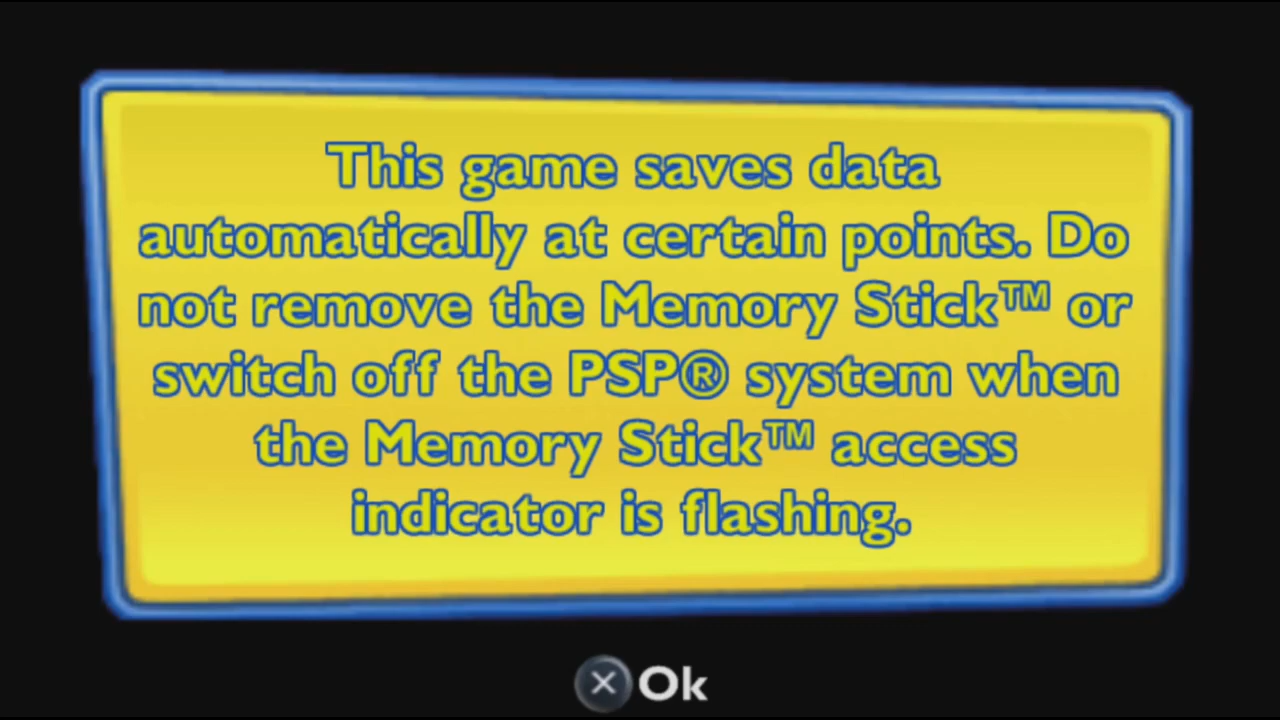 This game saves data
automatically at certain points. Do
not remove the Memory Stick™ or
switch off the PSP® system when
the Memory Stick™ access
indicator is flashing.
Ok